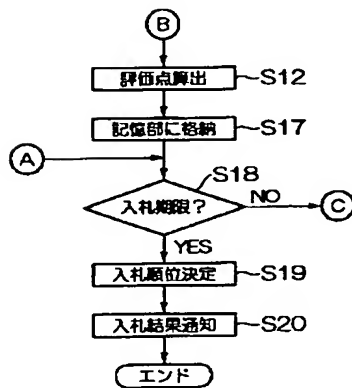 B
評価点算出 S12
記憶部に格納 S17
A
S18
入札期限? NO C
YES
入札順位決定 S19
入札結果通知 S20
エンド